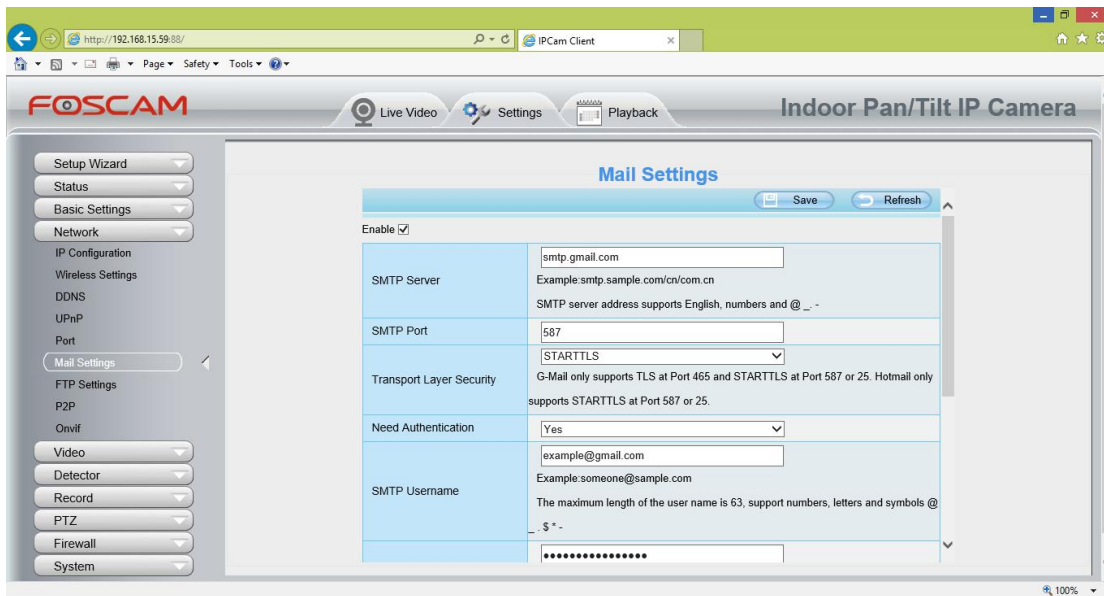 http://192.168.15.59:88/
IPCam Client
Page Safety Tools
FOSCAM
Live Video
Settings
Playback
Indoor Pan/Tilt IP Camera
Setup Wizard
Status
Basic Settings
Network
IP Configuration
Wireless Settings
DDNS
UPnP
Port
Mail Settings
FTP Settings
P2P
Onvif
Video
Detector
Record
PTZ
Firewall
System
Mail Settings
Save
Refresh
Enable
SMTP Server
smtp.gmail.com
Example:smtp.sample.com/cn/com.cn
SMTP server address supports English, numbers and @ _ . -
SMTP Port
587
Transport Layer Security
STARTTLS
G-Mail only supports TLS at Port 465 and STARTTLS at Port 587 or 25. Hotmail only
supports STARTTLS at Port 587 or 25.
Need Authentication
Yes
SMTP Username
example@gmail.com
Example:someone@sample.com
The maximum length of the user name is 63, support numbers, letters and symbols @
_ . $ * -
••••••••••••••••
100%